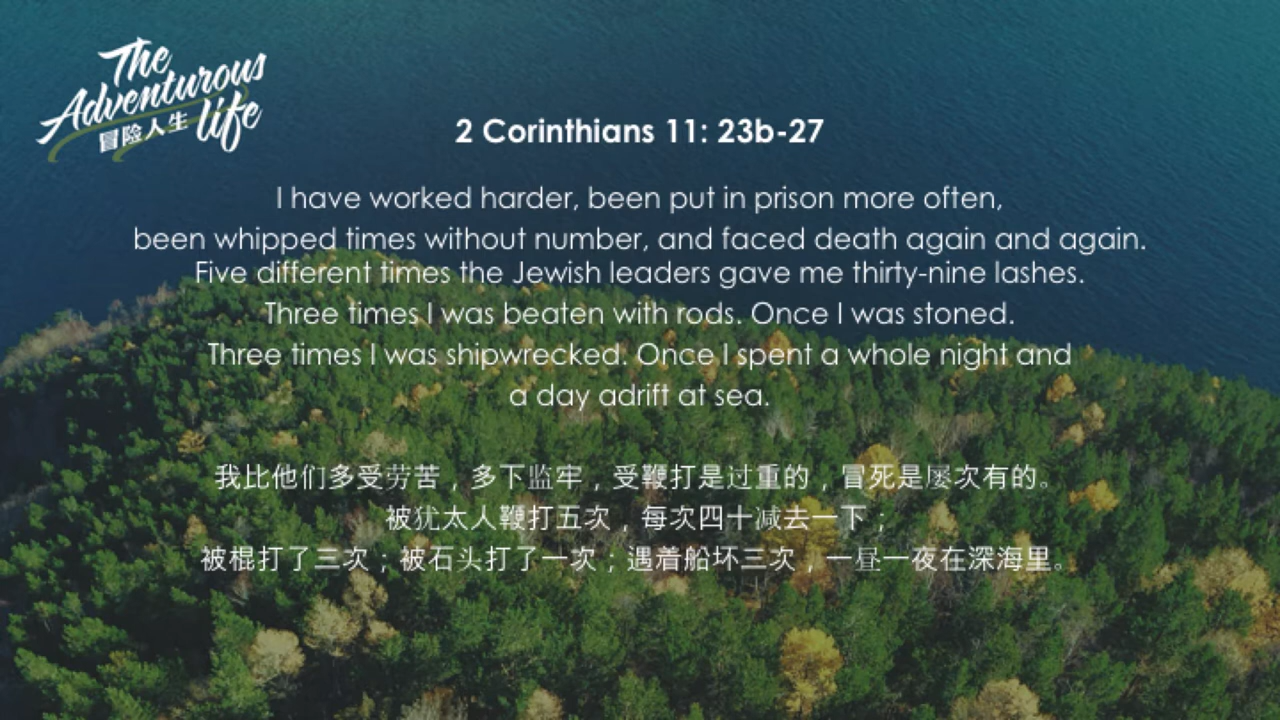 The
Adventurous
冒险人生 life
2 Corinthians 11: 23b-27
I have worked harder, been put in prison more often,
been whipped times without number, and faced death again and again.
Five different times the Jewish leaders gave me thirty-nine lashes.
Three times I was beaten with rods. Once I was stoned.
Three times I was shipwrecked. Once I spent a whole night and
a day adrift at sea.
我比他们多受劳苦，多下监牢，受鞭打是过重的，冒死是屡次有的。
被犹太人鞭打五次，每次四十减去一下；
被棍打了三次；被石头打了一次；遇着船坏三次，一昼一夜在深海里。